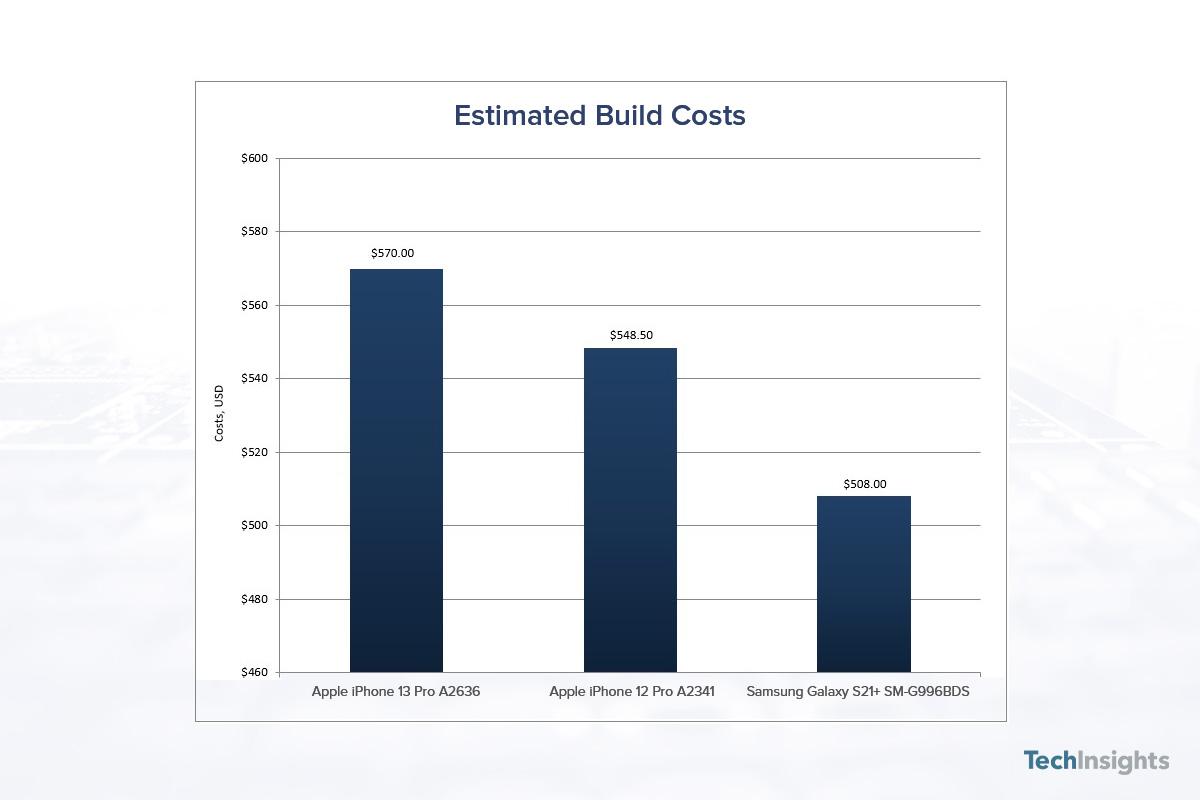 Estimated Build Costs
$600
$580
$560
$540
$520
$500
$480
$460
Costs, USD
$570.00
$548.50
$508.00
Apple iPhone 13 Pro A2636
Apple iPhone 12 Pro A2341
Samsung Galaxy S21+ SM-G996BDS
TechInsights